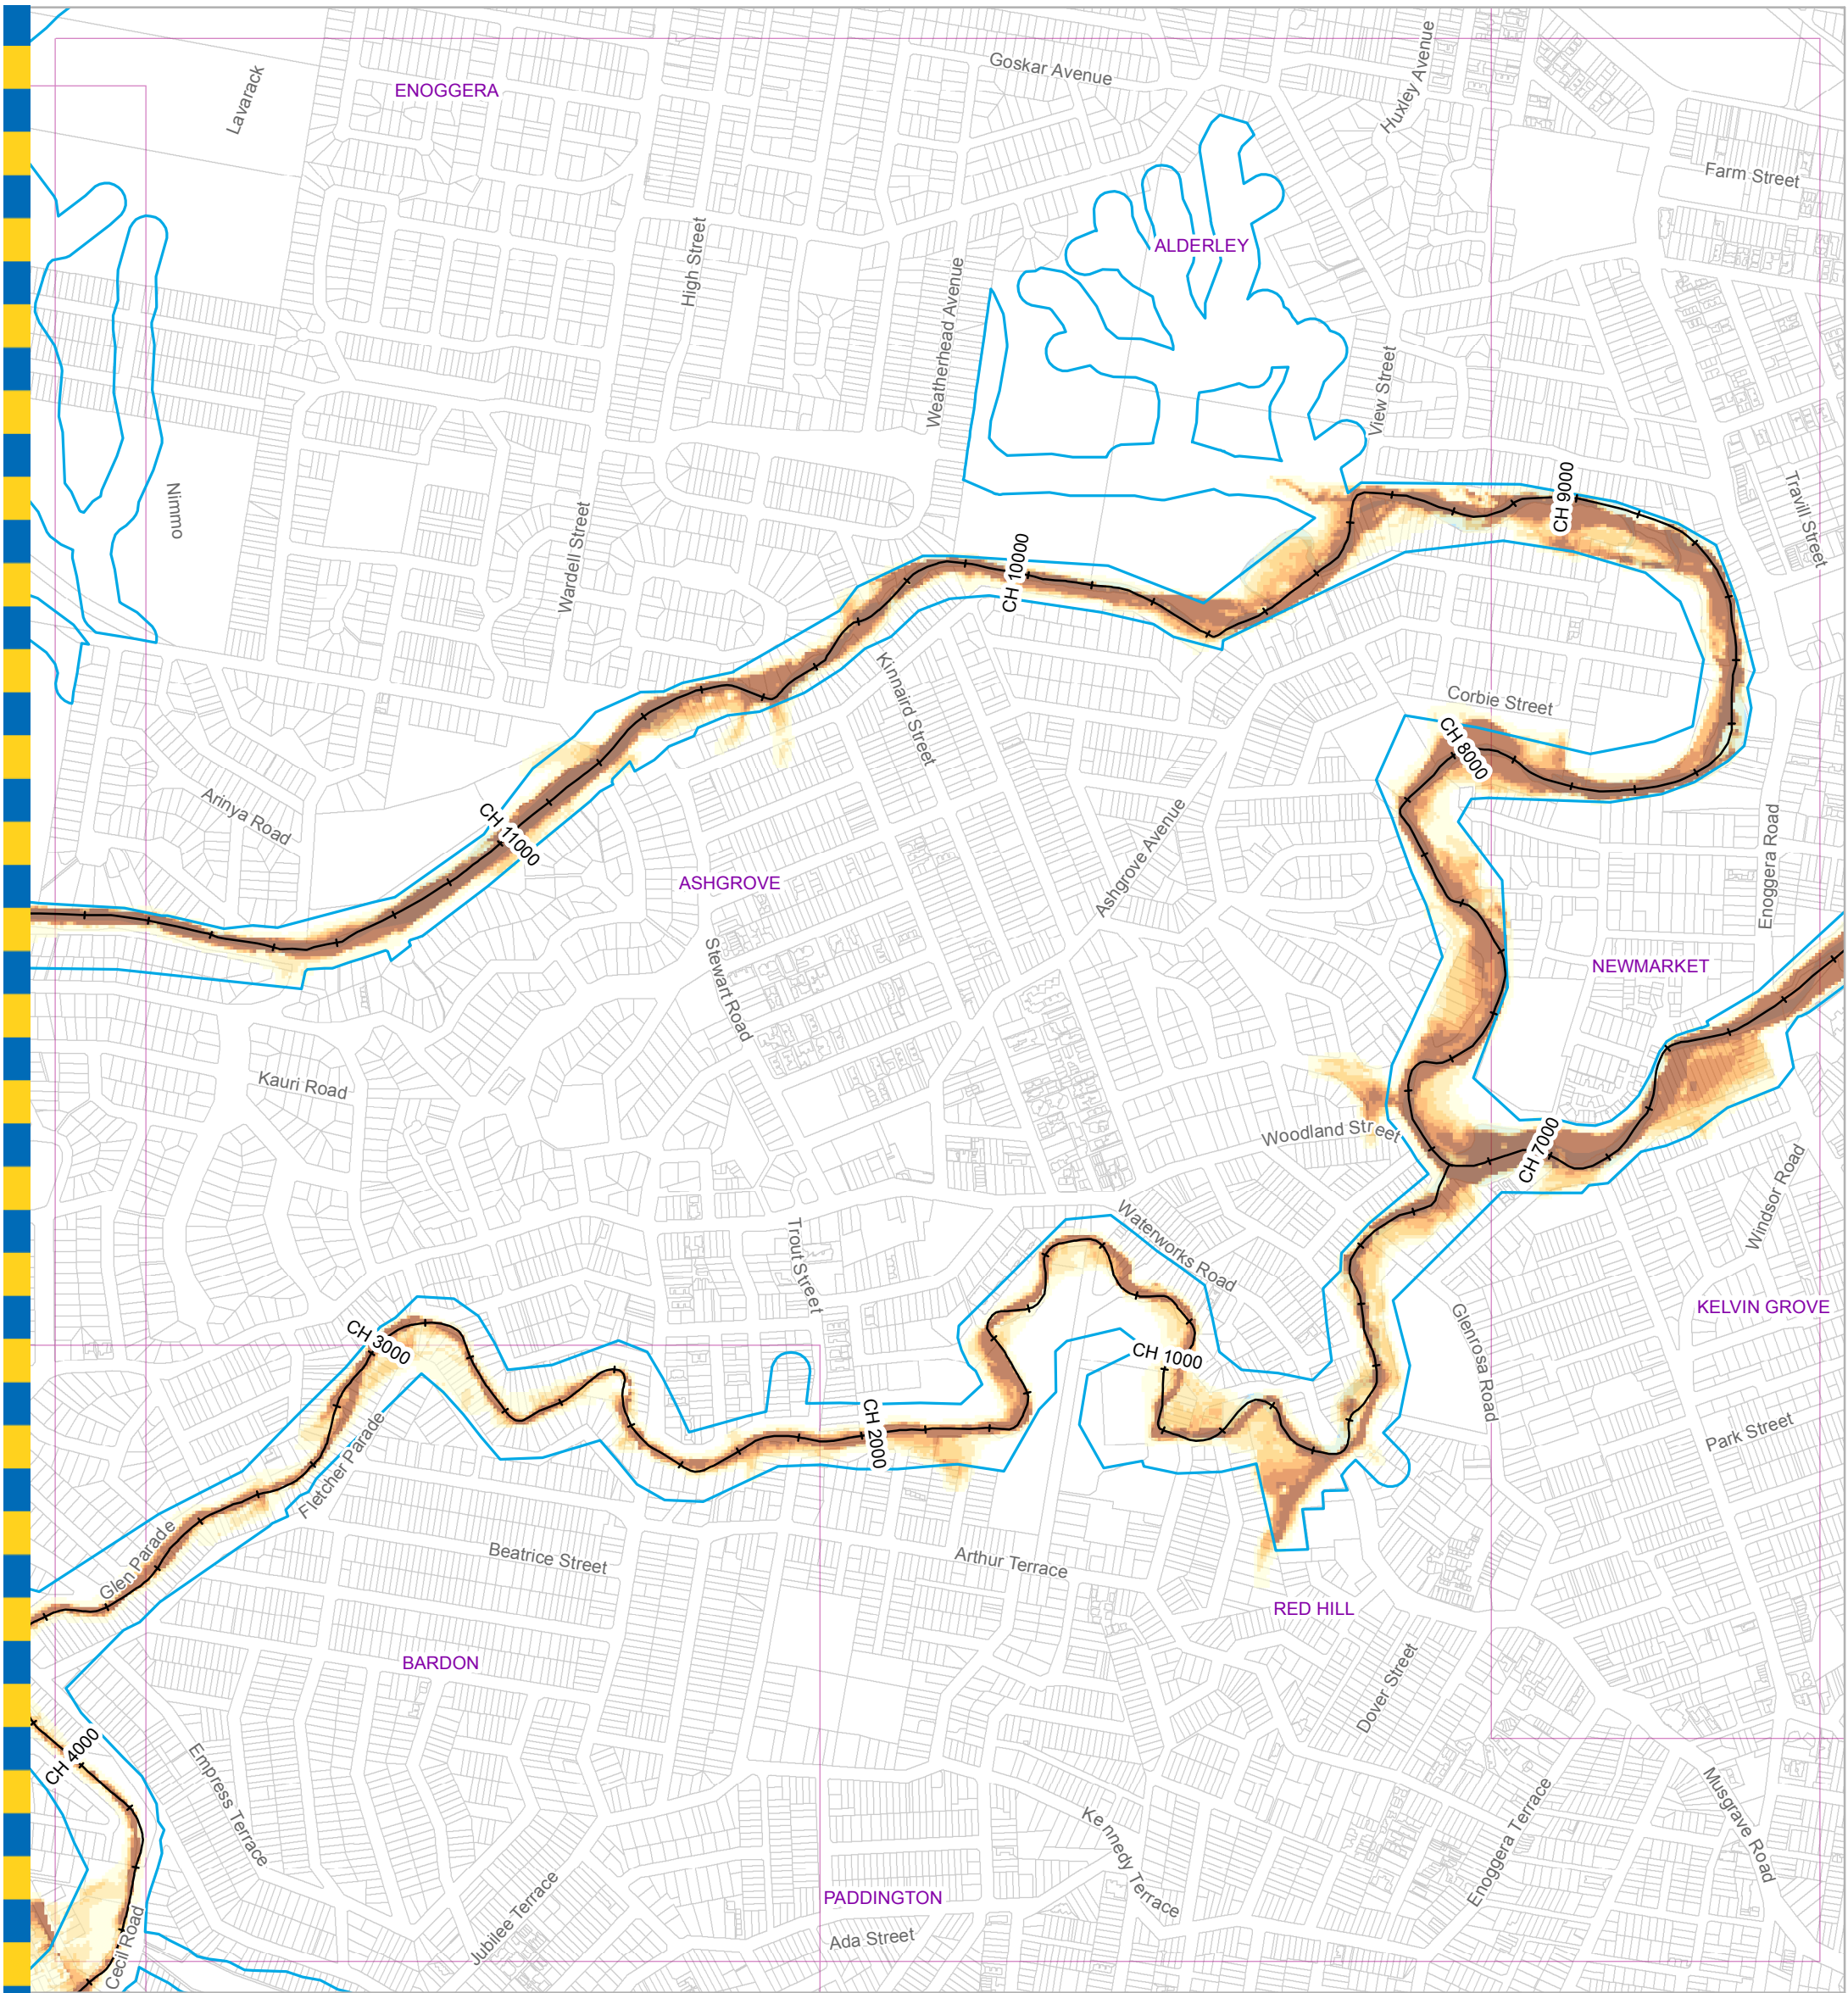 Goskar Avenue
Huxley Avenue
Lavarack
ENOGGERA
Farm Street
High Street
ALDERLEY
Weatherhead Avenue
View Street
Nimmo
CH 9000
Travill Street
Wardell Street
CH 10000
Kinnaird Street
Corbie Street
CH 8000
Arinya Road
CH 11000
Ashgrove Avenue
Enoggera Road
ASHGROVE
Stewart Road
NEWMARKET
Kauri Road
Woodland Street
CH 7000
Windsor Road
Waterworks Road
Trout Street
KELVIN GROVE
CH 3000
Glenrosa Road
CH 1000
CH 2000
Park Street
Fletcher Parade
Glen Parade
Beatrice Street
Arthur Terrace
RED HILL
BARDON
Dover Street
CH 4000
Empress Terrace
Musgrave Road
Kennedy Terrace
Enoggera Terrace
PADDINGTON
Jubilee Terrace
Cecil Road
Ada Street